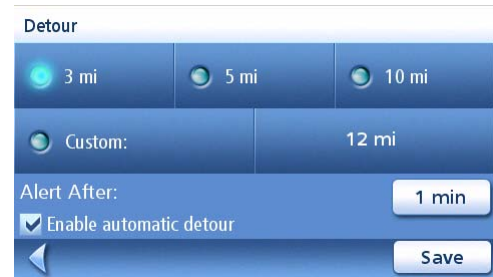 Detour
3 mi 5 mi 10 mi
Custom: 12 mi
Alert After: 1 min
Enable automatic detour
Save